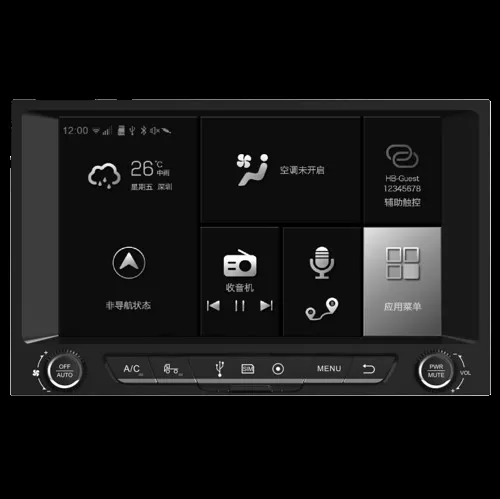 12:00
26℃
中雨
星期五 深圳
空调未开启
HB-Guest
12345678
辅助触控
非导航状态
收音机
应用菜单
OFF
AUTO
A/C
SIM
MENU
PWR
MUTE
VOL